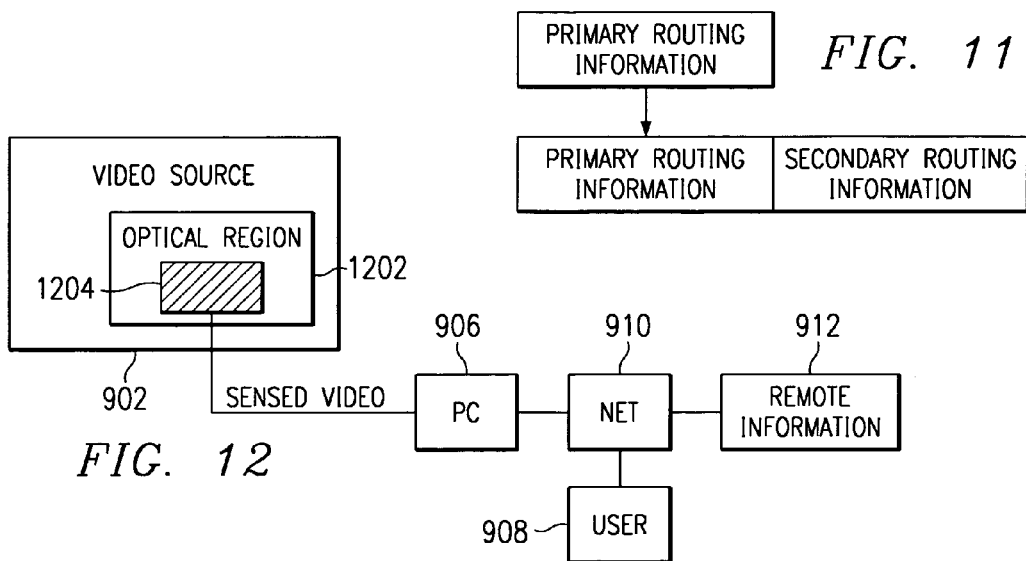 PRIMARY ROUTING
INFORMATION
FIG. 11
PRIMARY ROUTING
INFORMATION
SECONDARY ROUTING
INFORMATION
VIDEO SOURCE
OPTICAL REGION
1204
1202
902
SENSED VIDEO
906
PC
910
NET
912
REMOTE
INFORMATION
908
USER
FIG. 12